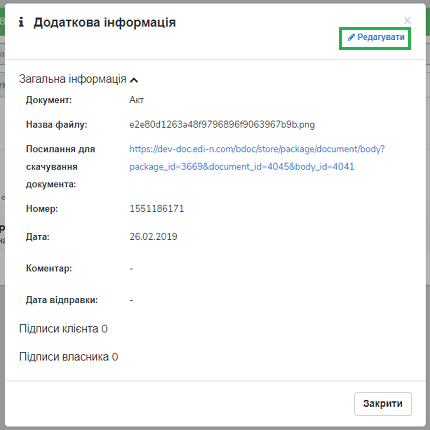 Додаткова інформація
×
Редагувати
Загальна інформація
Документ: Акт
Назва файлу: e2e80d1263a48f9796896f9063967b9b.png
Посилання для скачування документа: https://dev-doc.edi-n.com/bdoc/store/package/document/body?
package_id=3669&document_id=4045&body_id=4041
Номер: 1551186171
Дата: 26.02.2019
Коментар: -
Дата відправки: -
Підписи клієнта 0
Підписи власника 0
Закрити